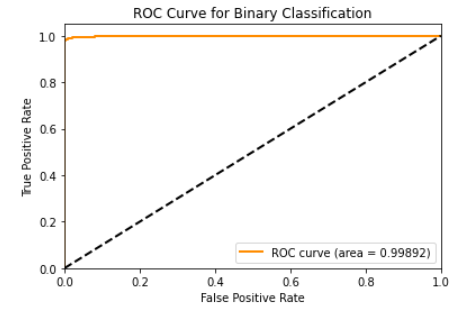 ROC Curve for Binary Classification
1.0
0.8
0.6
0.4
0.2
0.0
True Positive Rate
ROC curve (area = 0.99892)
0.0 0.2 0.4 0.6 0.8 1.0
False Positive Rate